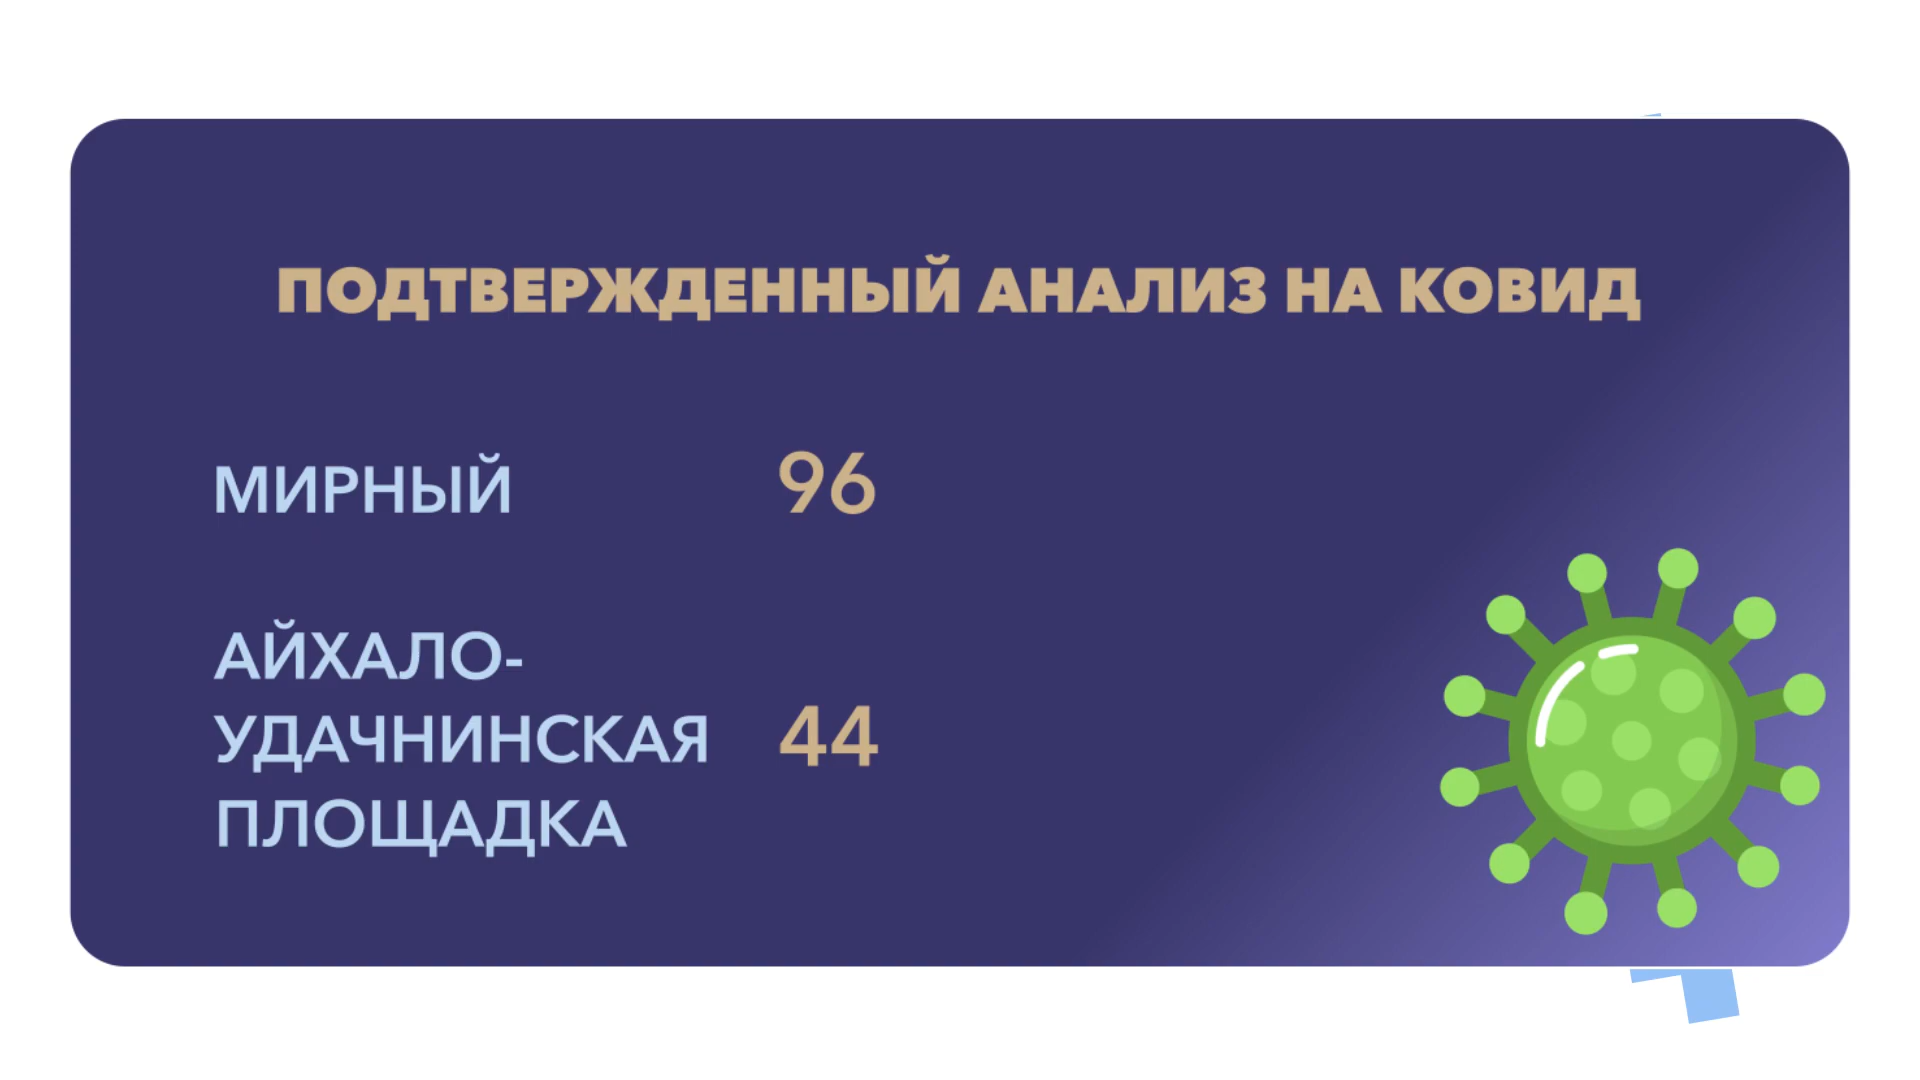 ПОДТВЕРЖДЕННЫЙ АНАЛИЗ НА КОВИД
МИРНЫЙ 96
АЙХАЛО-
УДАЧНИНСКАЯ 44
ПЛОЩАДКА